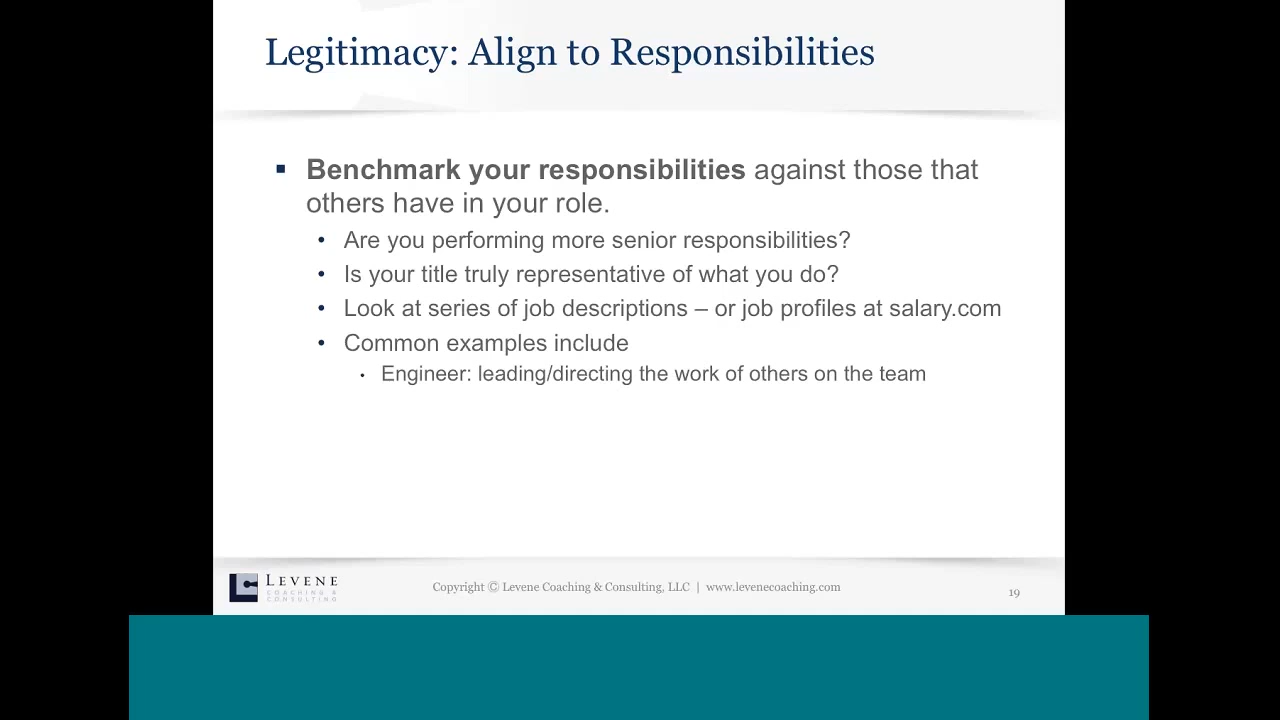 Legitimacy: Align to Responsibilities
▪ Benchmark your responsibilities against those that
others have in your role.
• Are you performing more senior responsibilities?
• Is your title truly representative of what you do?
• Look at series of job descriptions – or job profiles at salary.com
• Common examples include
• Engineer: leading/directing the work of others on the team
LEVENE
COACHING &
CONSULTING
Copyright © Levene Coaching & Consulting, LLC | www.levenecoaching.com
19